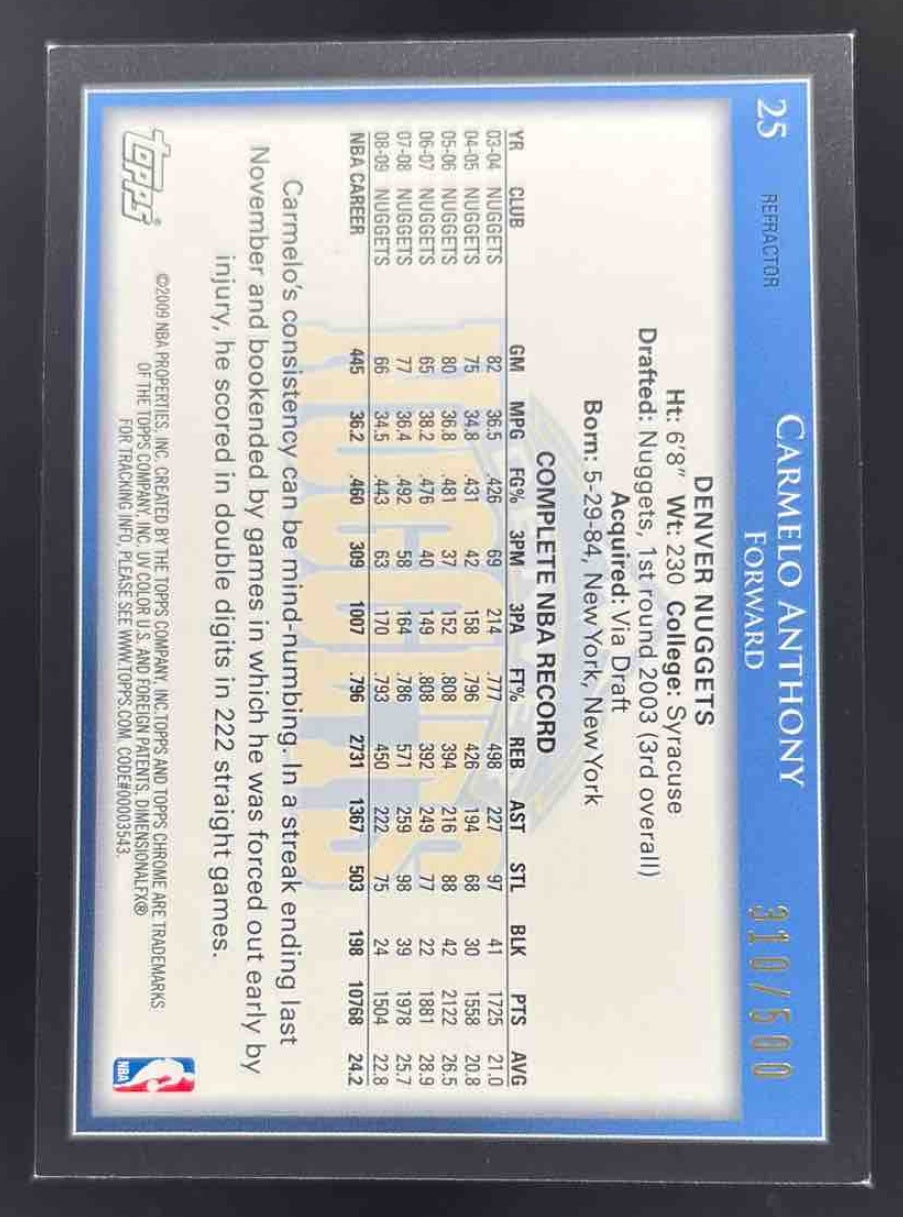 25 REFRACTOR CARMELO ANTHONY 310/500
FORWARD
DENVER NUGGETS
Ht: 6'8" Wt: 230 College: Syracuse
Drafted: Nuggets, 1st round 2003 (3rd overall)
Acquired: Via Draft
Born: 5-29-84, New York, New York
COMPLETE NBA RECORD
YR CLUB GM MPG FG% 3PM 3PA FT% REB AST STL BLK PTS AVG
03-04 NUGGETS 82 36.5 .426 69 214 .777 498 227 97 41 1725 21.0
04-05 NUGGETS 75 34.8 .431 42 158 .796 426 194 68 30 1558 20.8
05-06 NUGGETS 80 36.8 .481 37 152 .808 394 216 88 42 2122 26.5
06-07 NUGGETS 65 38.2 .476 40 149 .808 392 249 77 22 1881 28.9
07-08 NUGGETS 77 36.4 .492 58 164 .786 571 259 98 39 1978 25.7
08-09 NUGGETS 66 34.5 .443 63 170 .793 450 222 75 24 1504 22.8
NBA CAREER 445 36.2 .460 309 1007 .796 2731 1367 503 198 10768 24.2
NUGGETS
Carmelo's consistency can be mind-numbing. In a streak ending last
November and bookended by games in which he was forced out early by
injury, he scored in double digits in 222 straight games.
topps®
©2009 NBA PROPERTIES, INC. CREATED BY THE TOPPS COMPANY, INC. TOPPS AND TOPPS CHROME ARE TRADEMARKS
OF THE TOPPS COMPANY, INC. UV COLOR U.S. AND FOREIGN PATENTS, DIMENSIONALFX®
FOR TRACKING INFO, PLEASE SEE WWW.TOPPS.COM. CODE#00003543.
NBA